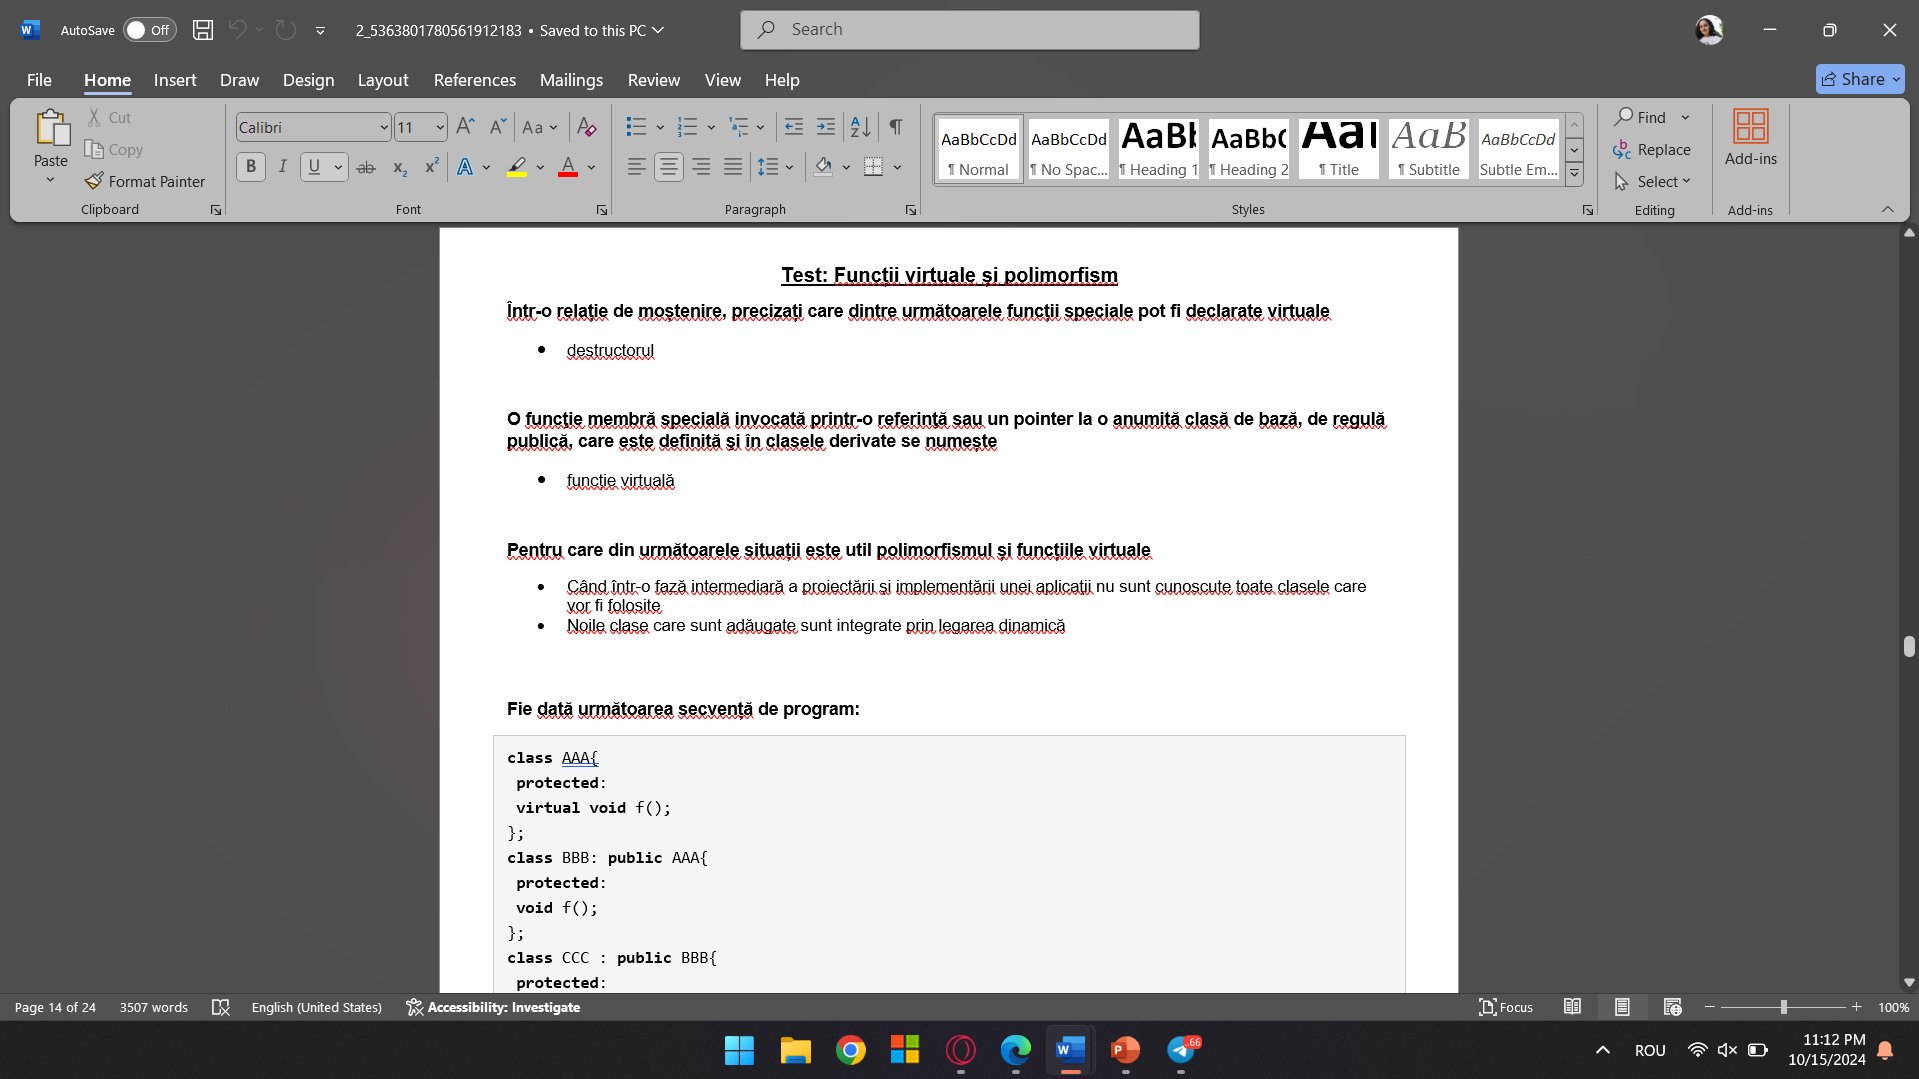 AutoSave Off 2_5363801780561912183 • Saved to this PC Search
File Home Insert Draw Design Layout References Mailings Review View Help Share
Paste Cut Copy Format Painter Clipboard
Calibri 11 Aa B I U ab x₂ x² A A Font
Paragraph
AaBbCcDd AaBbCcDd AaBb AaBbC AaI AaB AaBbCcDd
¶ Normal ¶ No Spac... ¶ Heading 1 ¶ Heading 2 ¶ Title ¶ Subtitle Subtle Em...
Styles
Find Replace Select Editing
Add-ins Add-ins
Test: Funcții virtuale și polimorfism
Într-o relație de moștenire, precizați care dintre următoarele funcții speciale pot fi declarate virtuale
• destructorul
O funcție membră specială invocată printr-o referință sau un pointer la o anumită clasă de bază, de regulă
publică, care este definită și în clasele derivate se numește
• funcție virtuală
Pentru care din următoarele situații este util polimorfismul și funcțiile virtuale
• Când într-o fază intermediară a proiectării și implementării unei aplicații nu sunt cunoscute toate clasele care
vor fi folosite
• Noile clase care sunt adăugate sunt integrate prin legarea dinamică
Fie dată următoarea secvență de program:
class AAA{
protected:
virtual void f();
};
class BBB: public AAA{
protected:
void f();
};
class CCC : public BBB{
protected:
Page 14 of 24 3507 words English (United States) Accessibility: Investigate Focus 100%
66 ROU 11:12 PM
10/15/2024